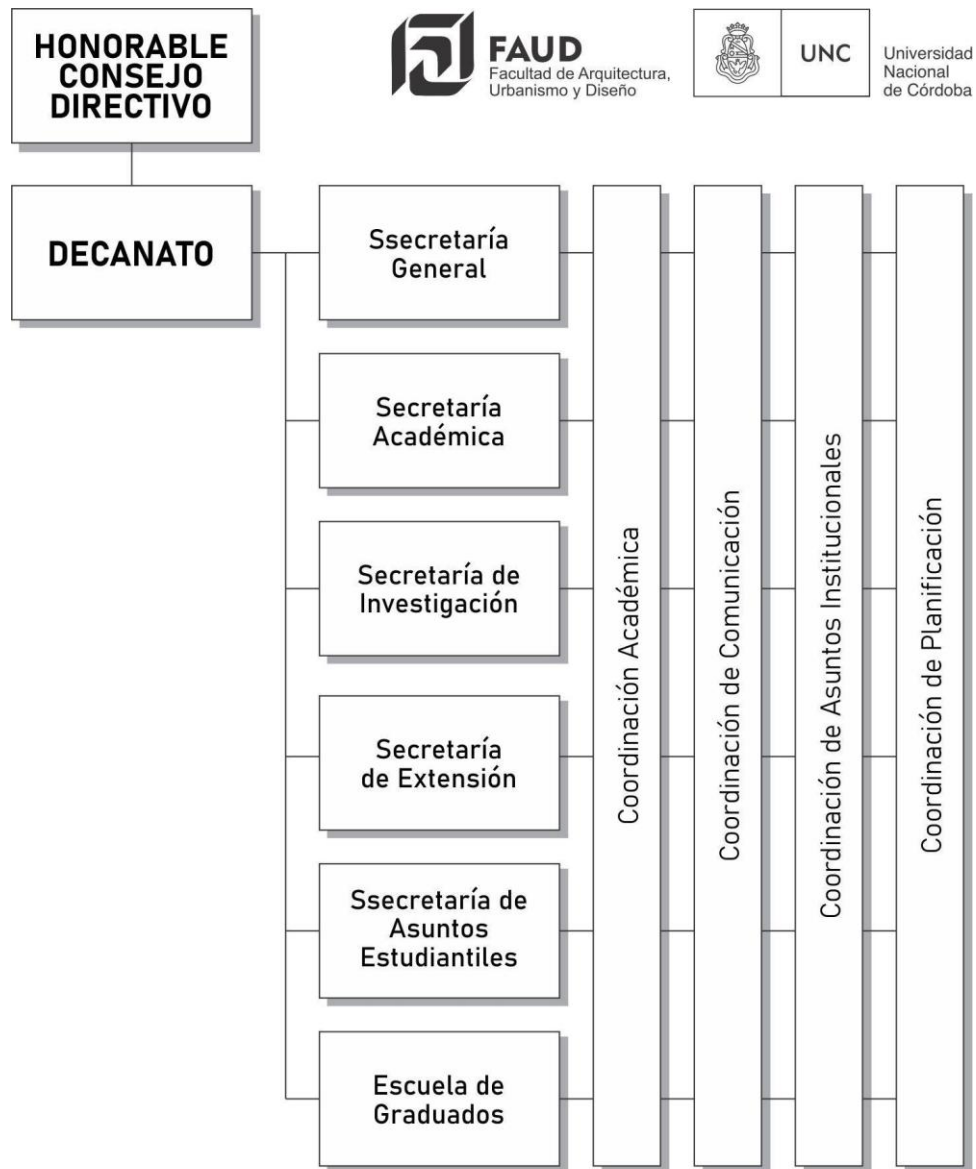 HONORABLE
CONSEJO
DIRECTIVO
FAUD
Facultad de Arquitectura,
Urbanismo y Diseño
UNC
Universidad
Nacional
de Córdoba
DECANATO
Ssecretaría
General
Secretaría
Académica
Secretaría de
Investigación
Secretaría
de Extensión
Ssecretaría de
Asuntos
Estudiantiles
Escuela de
Graduados
Coordinación Académica
Coordinación de Comunicación
Coordinación de Asuntos Institucionales
Coordinación de Planificación